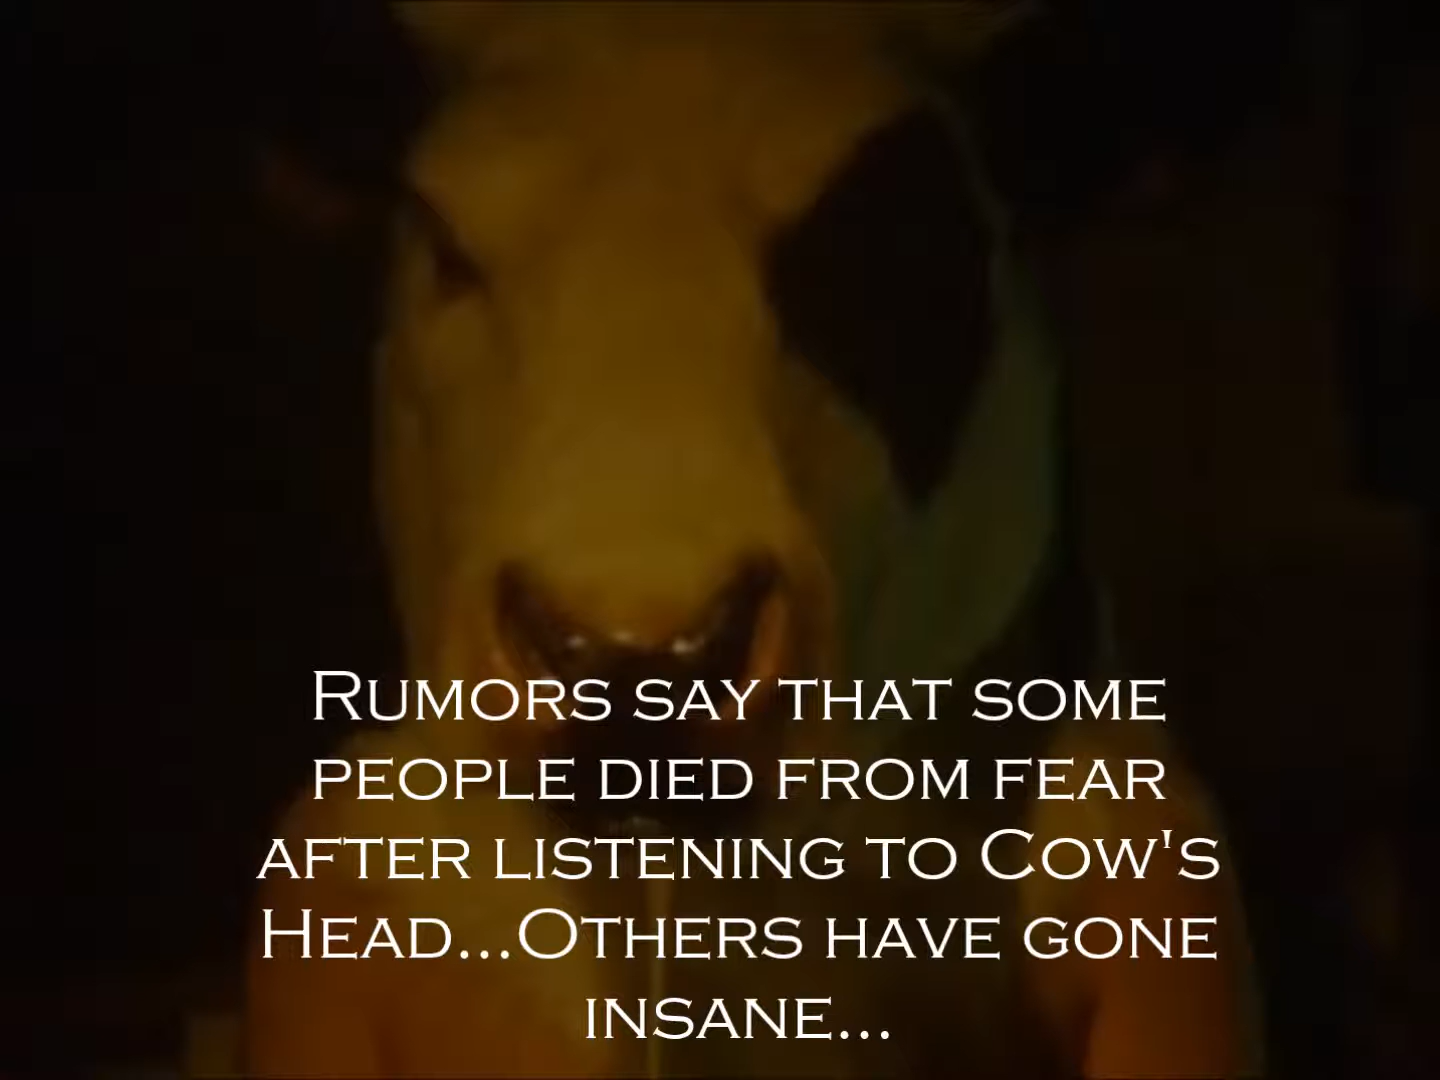 Rumors say that some
people died from fear
after listening to Cow's
Head...Others have gone
insane...